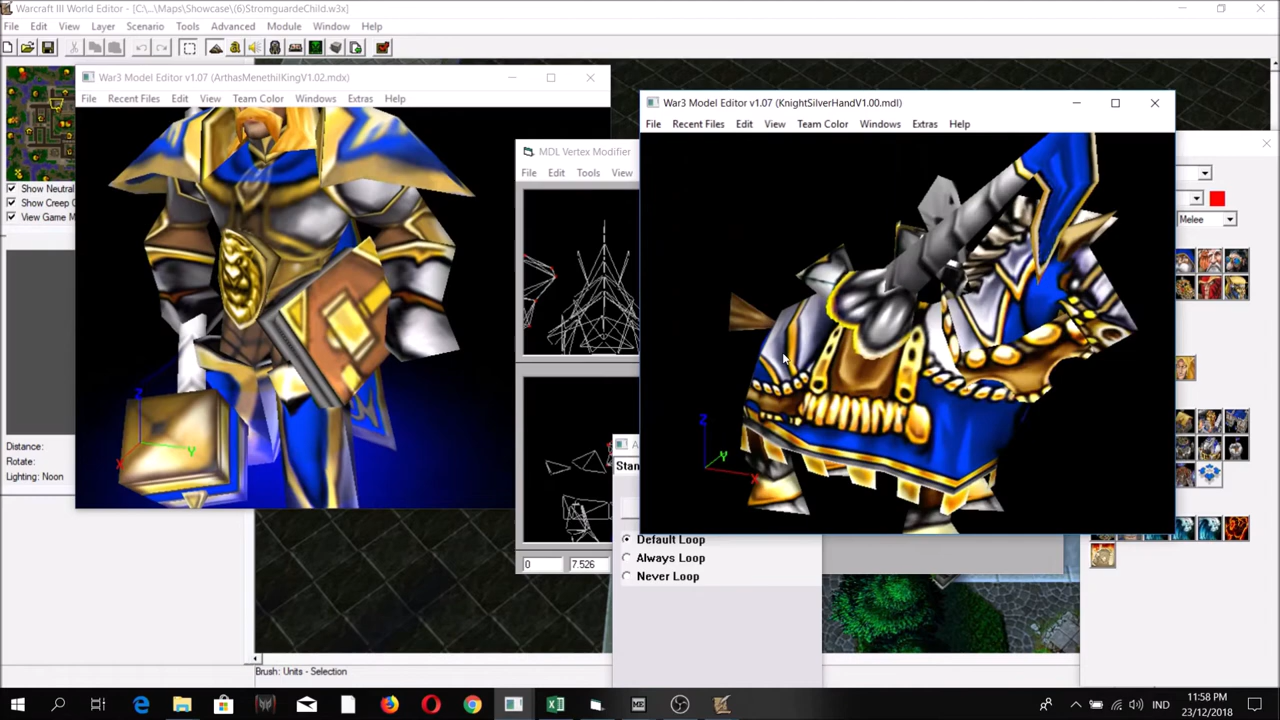 Warcraft III World Editor - [C:\...\Maps\Showcase\(6)StromguardeChild.w3x]
File Edit View Layer Scenario Tools Advanced Module Window Help
War3 Model Editor v1.07 (ArthasMenethilKingV1.02.mdx)
File Recent Files Edit View Team Color Windows Extras Help
War3 Model Editor v1.07 (KnightSilverHandV1.00.mdl)
File Recent Files Edit View Team Color Windows Extras Help
MDL Vertex Modifier
File Edit Tools View
Show Neutral
Show Creep C
View Game M
Melee
Z
X
Y
Z
Y
X
Distance:
Rotate:
Lighting: Noon
A
Stan
Default Loop
Always Loop
Never Loop
0
7.526
Brush: Units - Selection
ME
IND
11:58 PM
23/12/2018